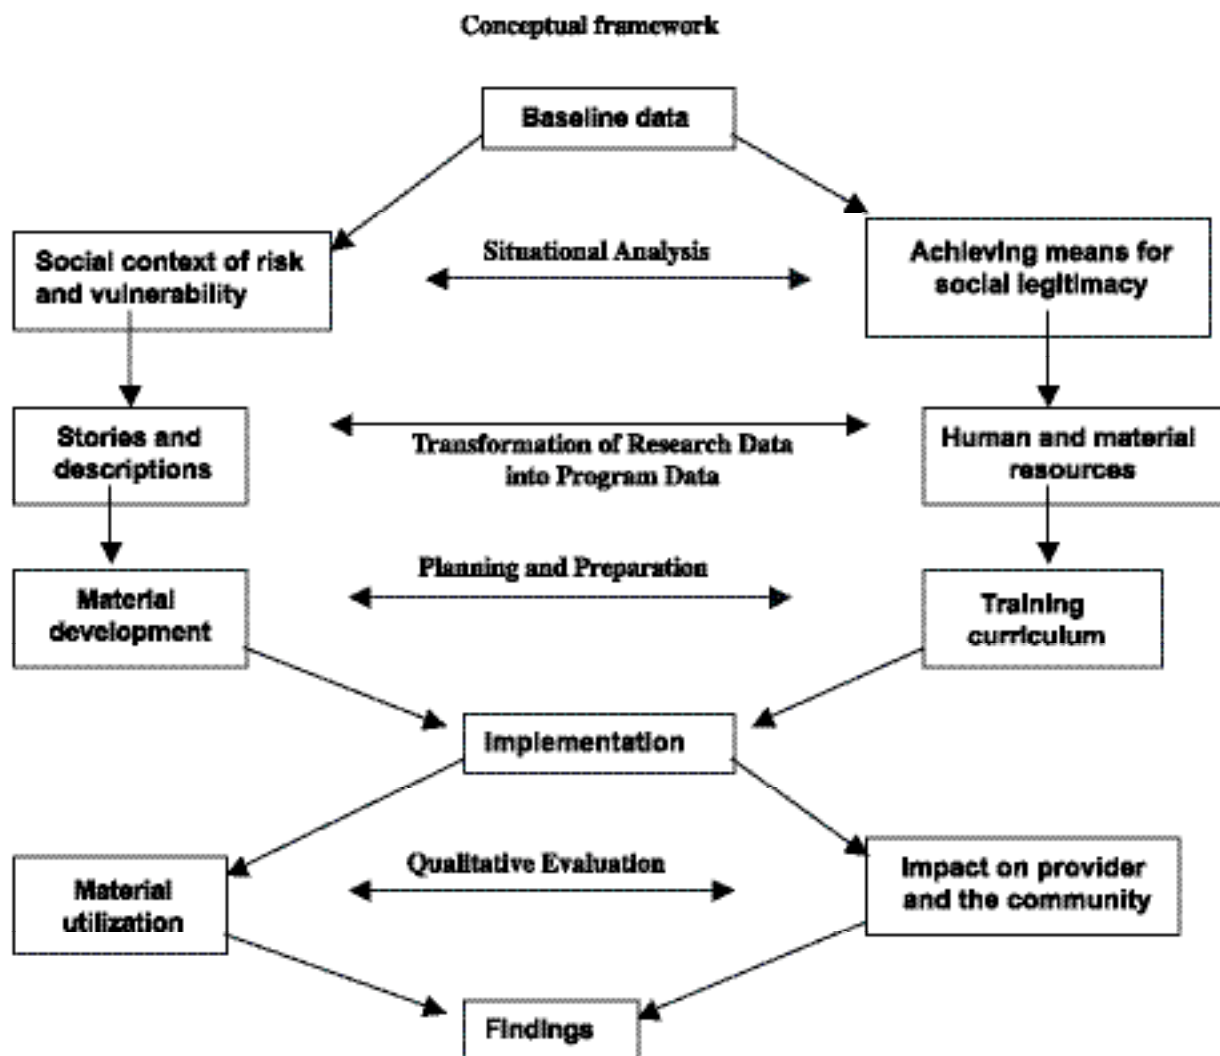 Conceptual framework
Baseline data
Social context of risk
and vulnerability
Situational Analysis
Achieving means for
social legitimacy
Stories and
descriptions
Transformation of Research Data
into Program Data
Human and material
resources
Material
development
Planning and Preparation
Training
curriculum
Implementation
Material
utilization
Qualitative Evaluation
Impact on provider
and the community
Findings